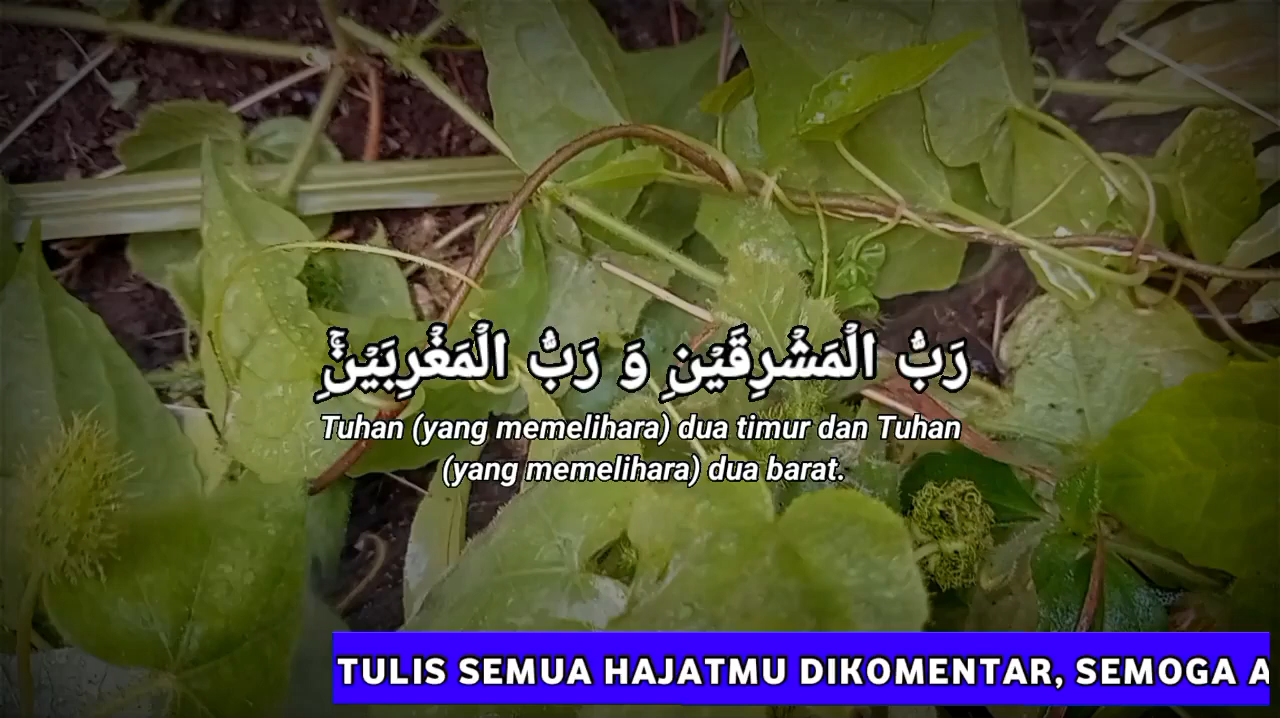 رَبُّ الْمَشْرِقَيْنِ وَ رَبُّ الْمَغْرِبَيْنِۚ
Tuhan (yang memelihara) dua timur dan Tuhan
(yang memelihara) dua barat.
TULIS SEMUA HAJATMU DIKOMENTAR, SEMOGA A